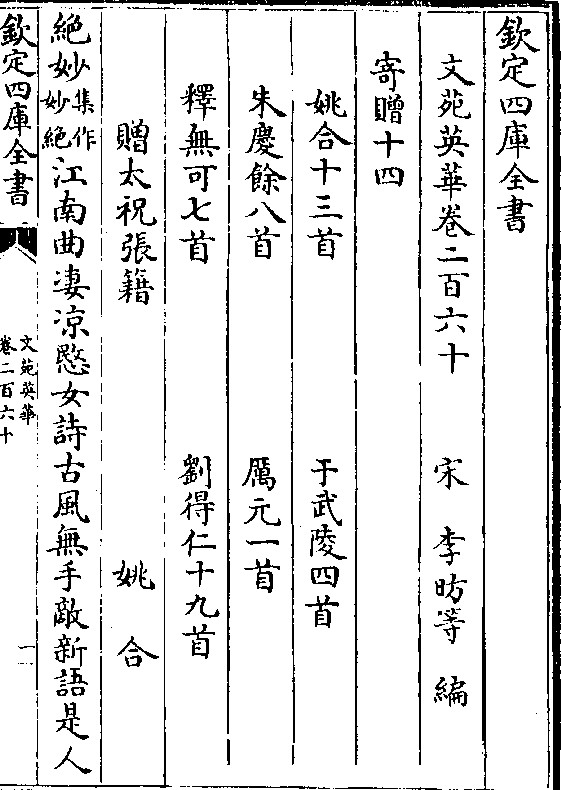 欽定四庫全書
文苑英華卷二百六十 宋 李昉等 編
寄贈十四
姚合十三首 于武陵四首
朱慶餘八首 厲元一首
釋無可七首 劉得仁十九首
贈太祝張籍 姚 合
絶妙集作妙絶江南曲凄涼愍女詩古風無手敵新語是人
欽定四庫全書 文苑英華 卷二百六十 一